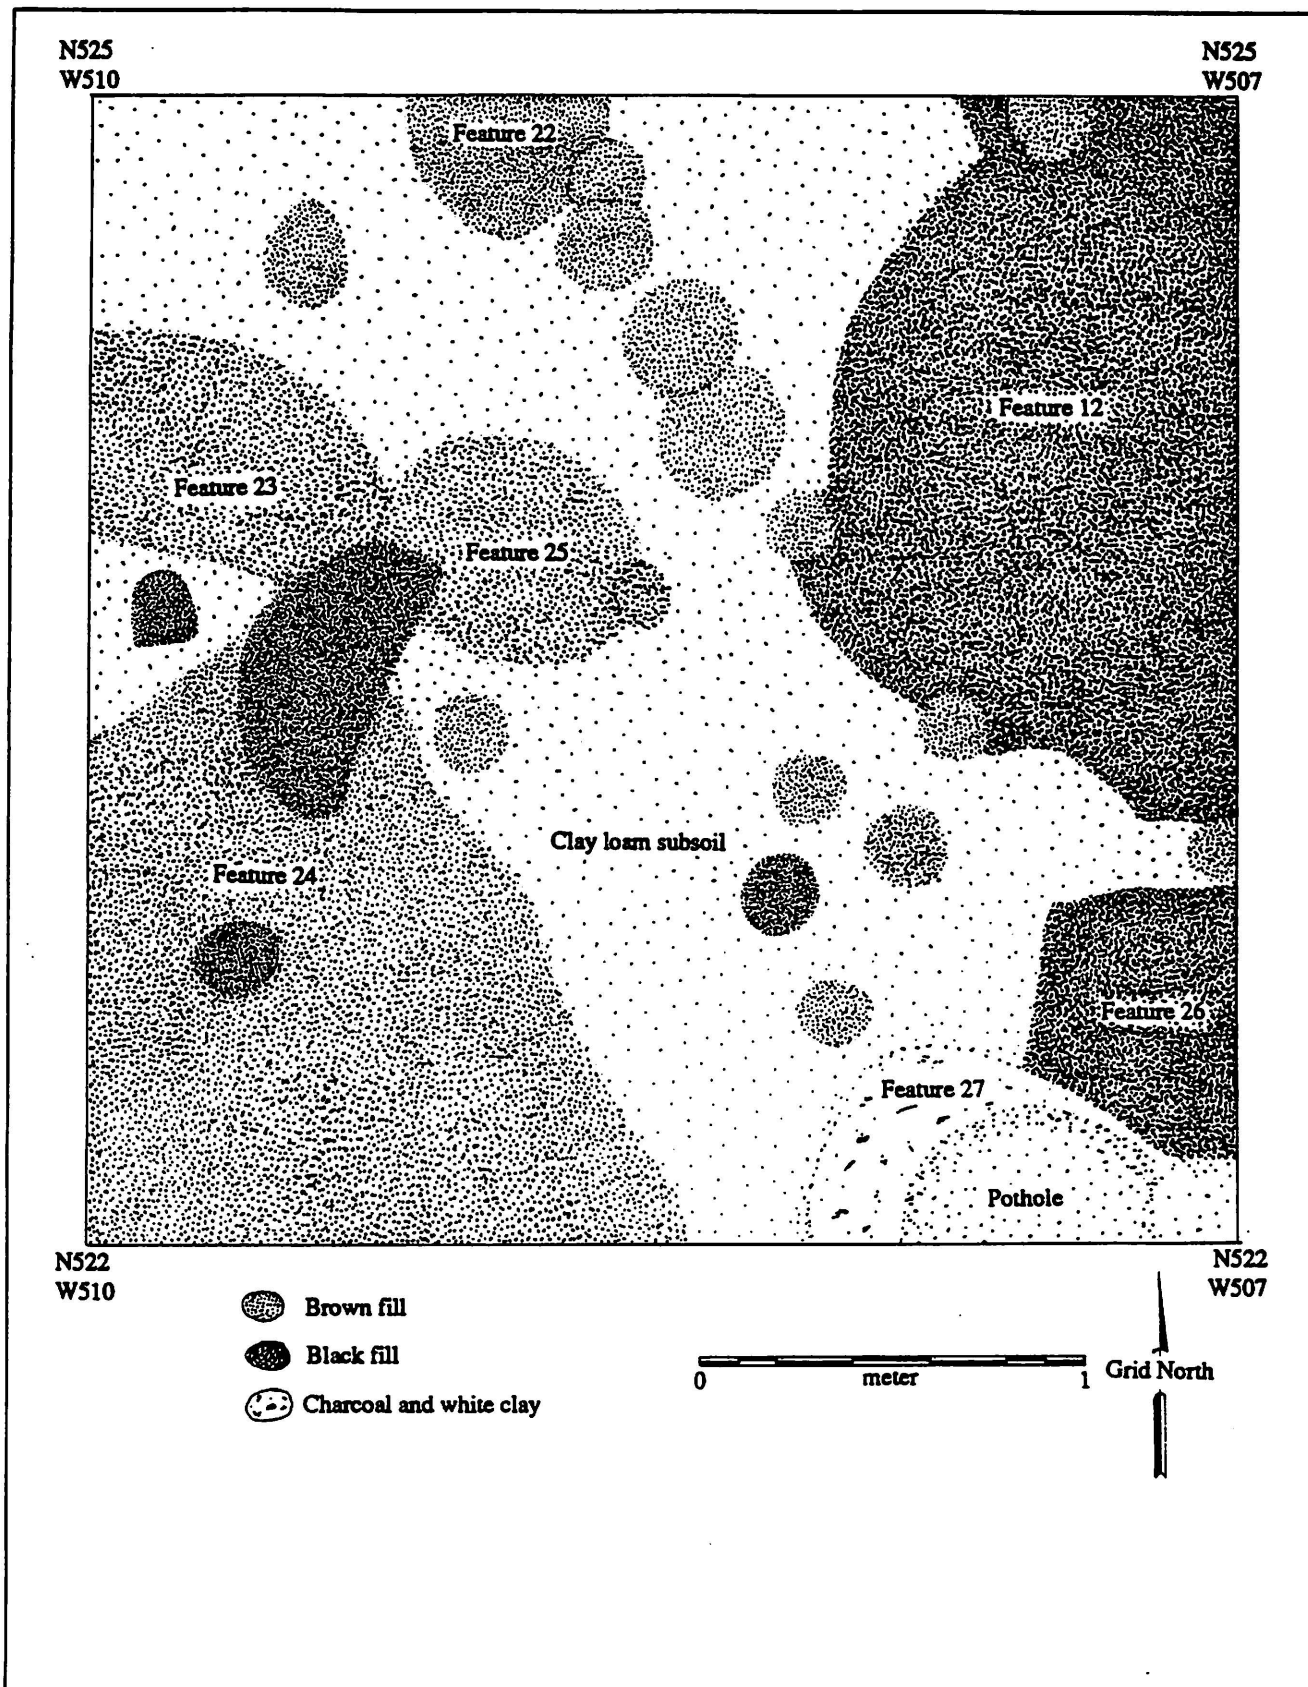 N525
W510
N525
W507
Feature 22
Feature 12
Feature 23
Feature 25
Clay loam subsoil
Feature 24
Feature 26
Feature 27
Pothole
N522
W510
N522
W507
Brown fill
Black fill
Charcoal and white clay
0 meter 1
Grid North